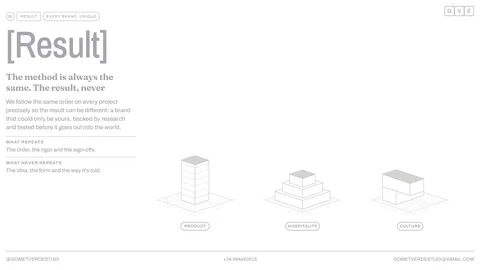 RESULT
EVERY BRAND, UNIQUE
G V E
[Result]
The method is always the
same. The result, never
We follow the same order on every project
precisely so the result can be different: a brand
that could only be yours, backed by research
and tested before it goes out into the world.
WHAT REPEATS
The order, the rigor and the sign-offs.
WHAT NEVER REPEATS
The idea, the form and the way it's told
PRODUCT
HOSPITALITY
CULTURE
@GOMETVERDESTUDI
GOMETVERDESTUDI@GMAIL.COM